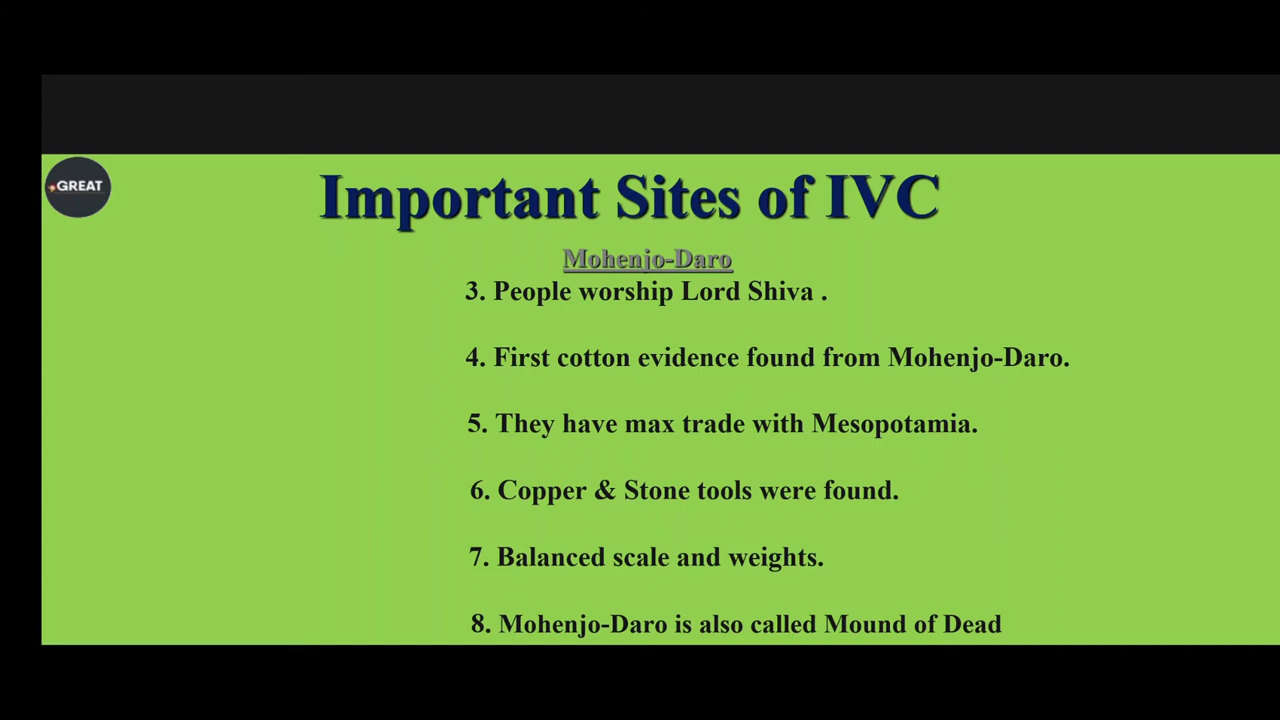 GREAT
Important Sites of IVC
Mohenjo-Daro
3. People worship Lord Shiva .
4. First cotton evidence found from Mohenjo-Daro.
5. They have max trade with Mesopotamia.
6. Copper & Stone tools were found.
7. Balanced scale and weights.
8. Mohenjo-Daro is also called Mound of Dead